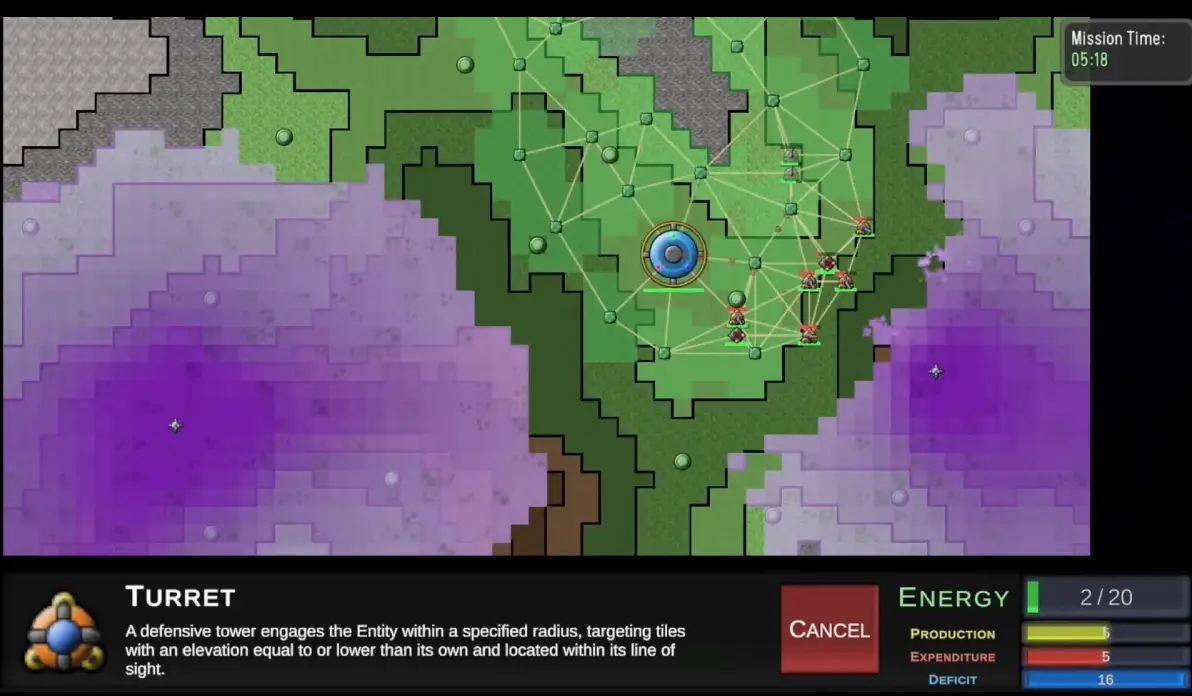 Mission Time:
05:18
TURRET
A defensive tower engages the Entity within a specified radius, targeting tiles
with an elevation equal to or lower than its own and located within its line of
sight.
CANCEL
ENERGY
2 / 20
PRODUCTION
EXPENDITURE
5
DEFICIT
16